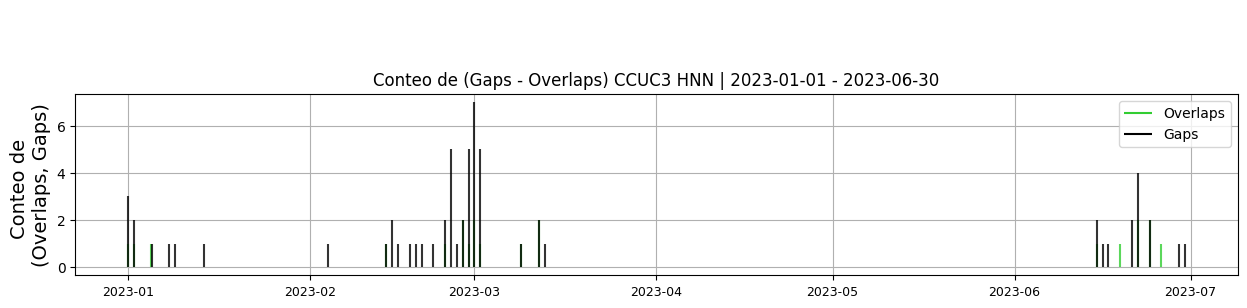 Conteo de (Gaps - Overlaps) CCUC3 HNN | 2023-01-01 - 2023-06-30
Conteo de
(Overlaps, Gaps)
6
4
2
0
Overlaps
Gaps
2023-01
2023-02
2023-03
2023-04
2023-05
2023-06
2023-07